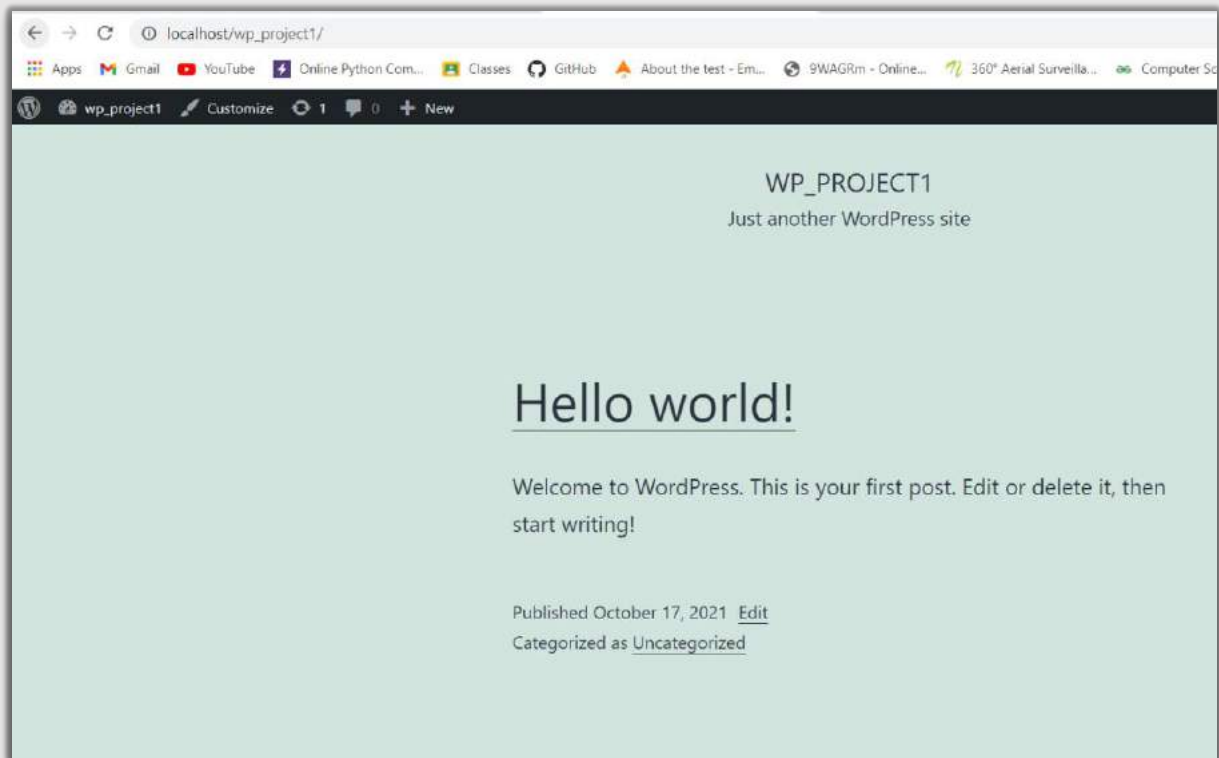 localhost/wp_project1/
Apps Gmail YouTube Online Python Com... Classes GitHub About the test - Em... 9WAGRm - Online... 360° Aerial Surveilla... Computer Sc
wp_project1 Customize 1 0 New
WP_PROJECT1
Just another WordPress site
Hello world!
Welcome to WordPress. This is your first post. Edit or delete it, then
start writing!
Published October 17, 2021 Edit
Categorized as Uncategorized